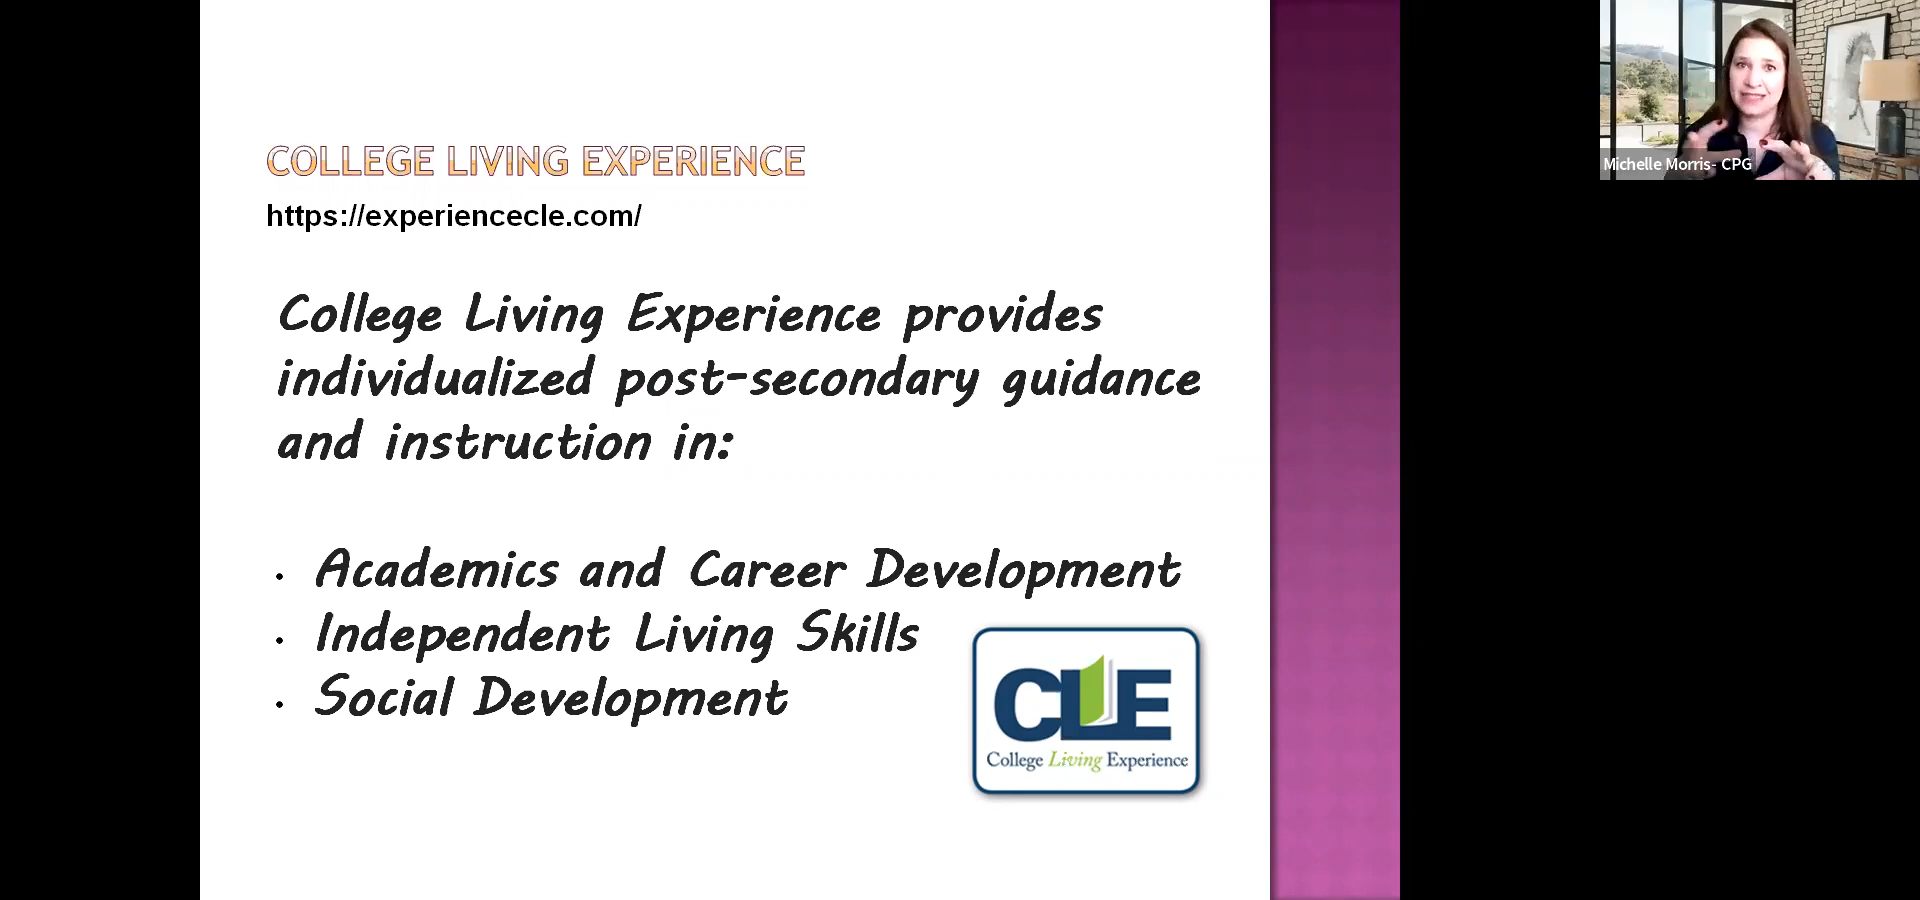 COLLEGE LIVING EXPERIENCE
https://experiencecle.com/
College Living Experience provides
individualized post-secondary guidance
and instruction in:
• Academics and Career Development
• Independent Living Skills
• Social Development
CLE
College Living Experience
Michelle Morris- CPG